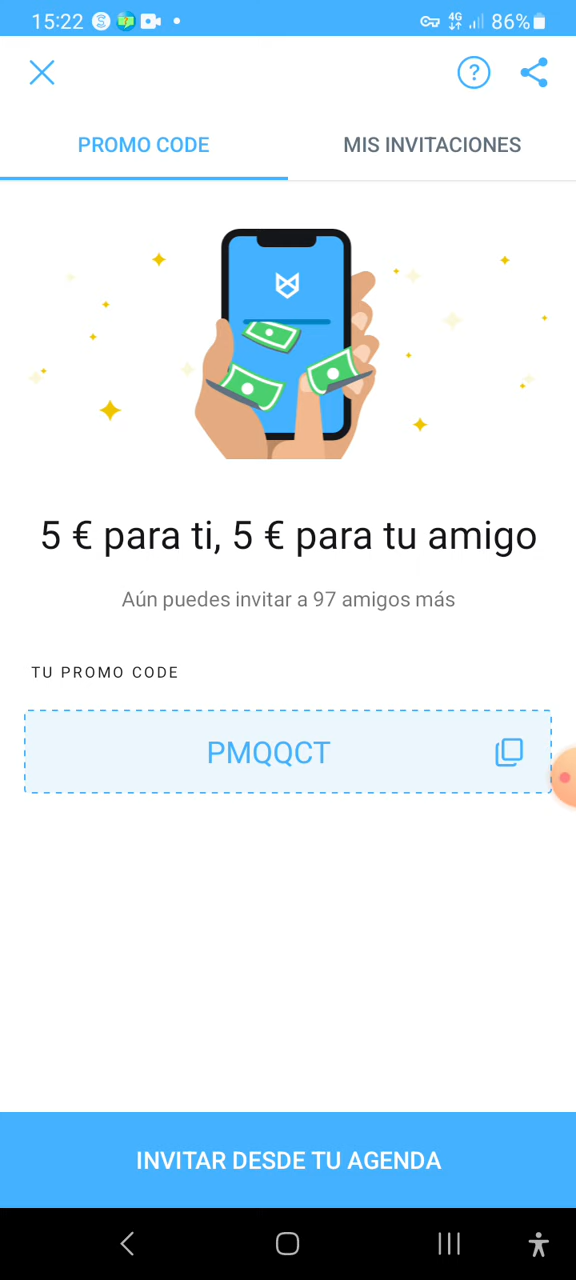 15:22
4G
86%
PROMO CODE
MIS INVITACIONES
5 € para ti, 5 € para tu amigo
Aún puedes invitar a 97 amigos más
TU PROMO CODE
PMQQCT
INVITAR DESDE TU AGENDA